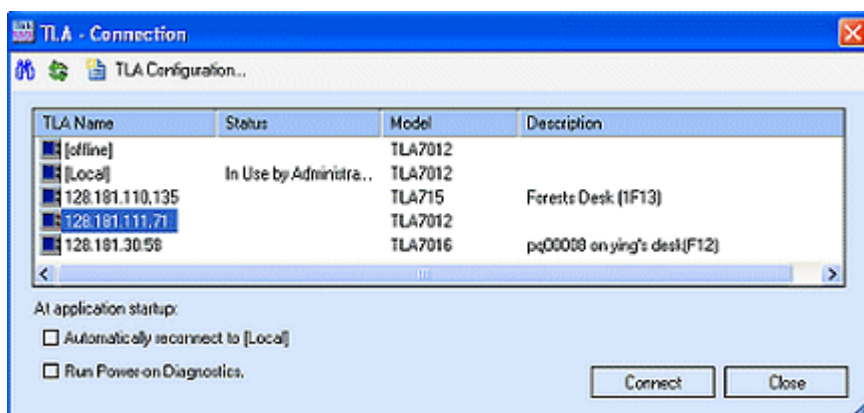 TLA - Connection
TLA Configuration...
TLA Name Status Model Description
[offline] TLA7012
[Local] In Use by Administra... TLA7012
128.181.110.135 TLA715 Forests Desk (1F13)
128.181.111.71 TLA7012
128.181.30.58 TLA7016 pq00008 on ying's desk(F12)
At application startup:
Automatically reconnect to [Local]
Run Power-on Diagnostics.
Connect Close